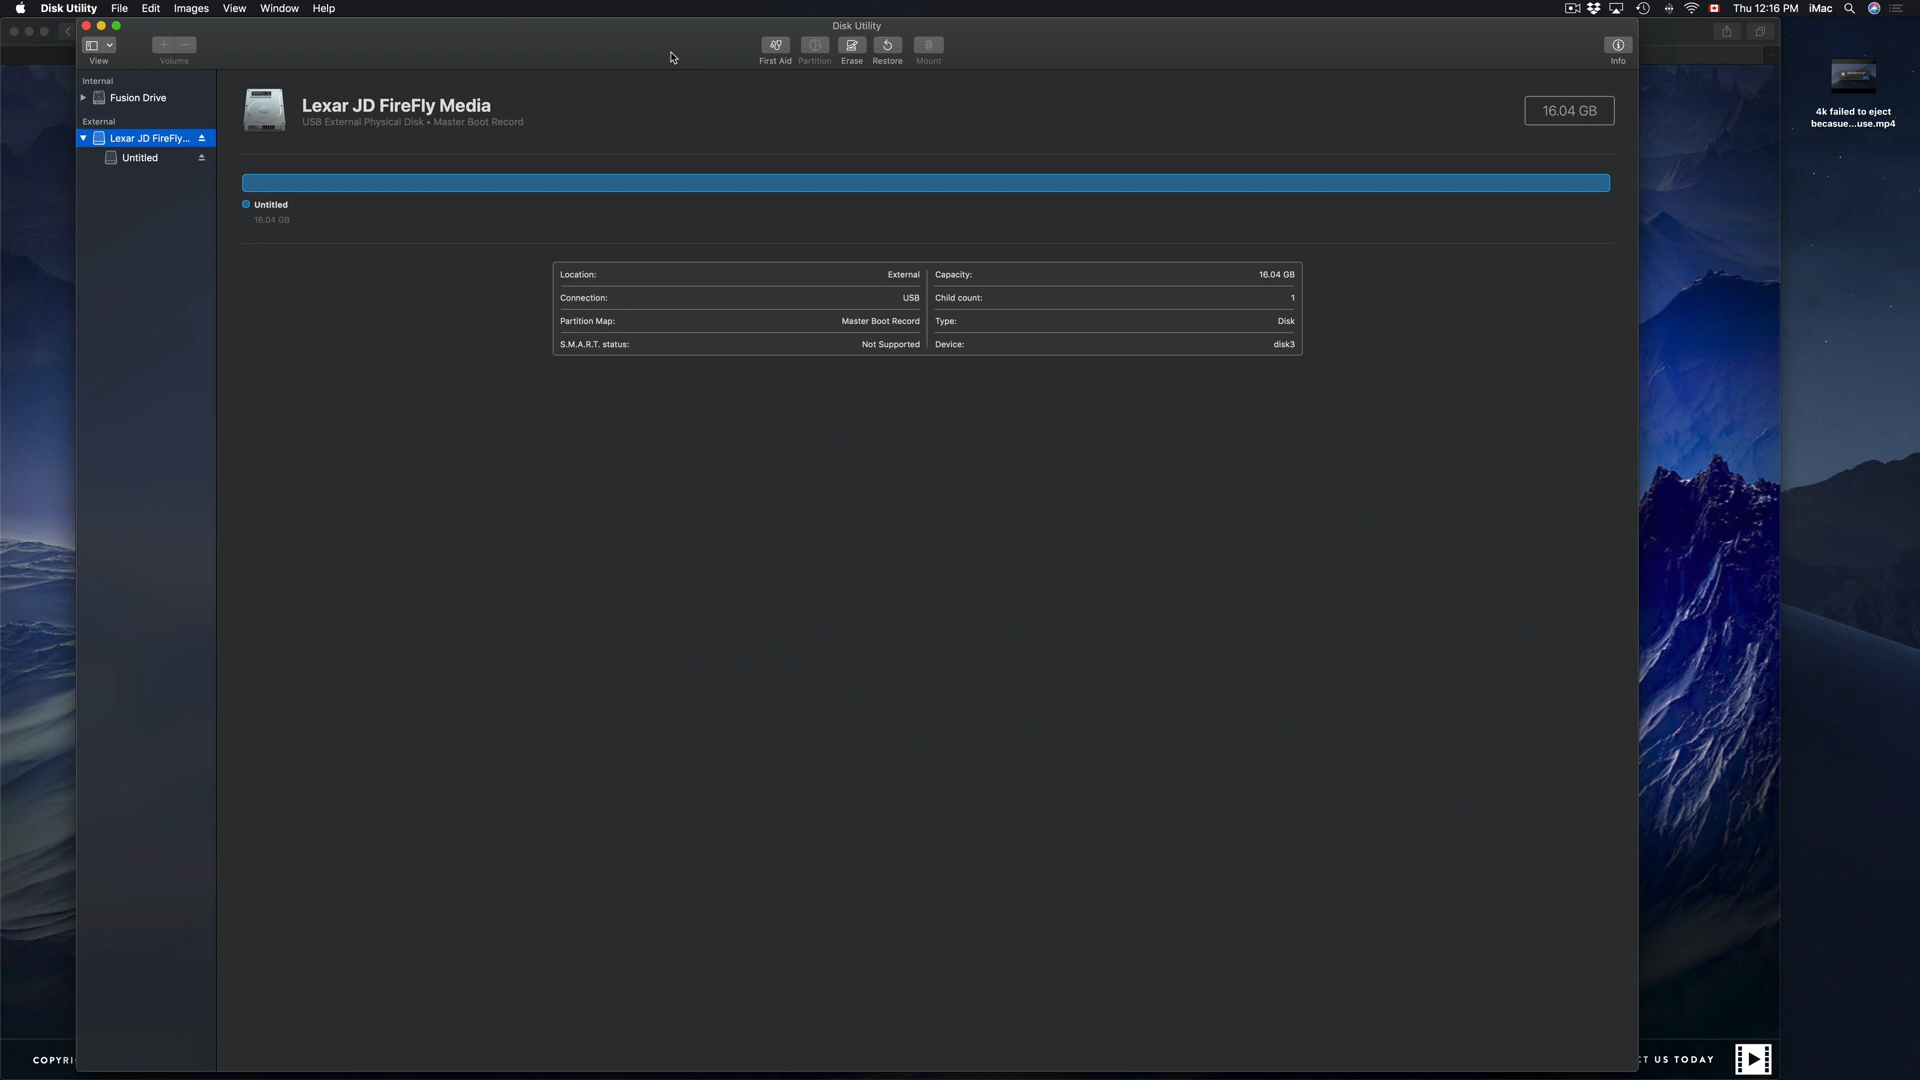 Disk Utility File Edit Images View Window Help
Thu 12:16 PM iMac
Disk Utility
View
Volume
First Aid
Partition
Erase
Restore
Mount
Info
Internal
Fusion Drive
External
Lexar JD FireFly...
Untitled
Lexar JD FireFly Media
USB External Physical Disk • Master Boot Record
16.04 GB
Untitled
16.04 GB
Location: External
Capacity: 16.04 GB
Connection: USB
Child count: 1
Partition Map: Master Boot Record
Type: Disk
S.M.A.R.T. status: Not Supported
Device: disk3
4k failed to eject
becasue...use.mp4
COPYRI
T US TODAY